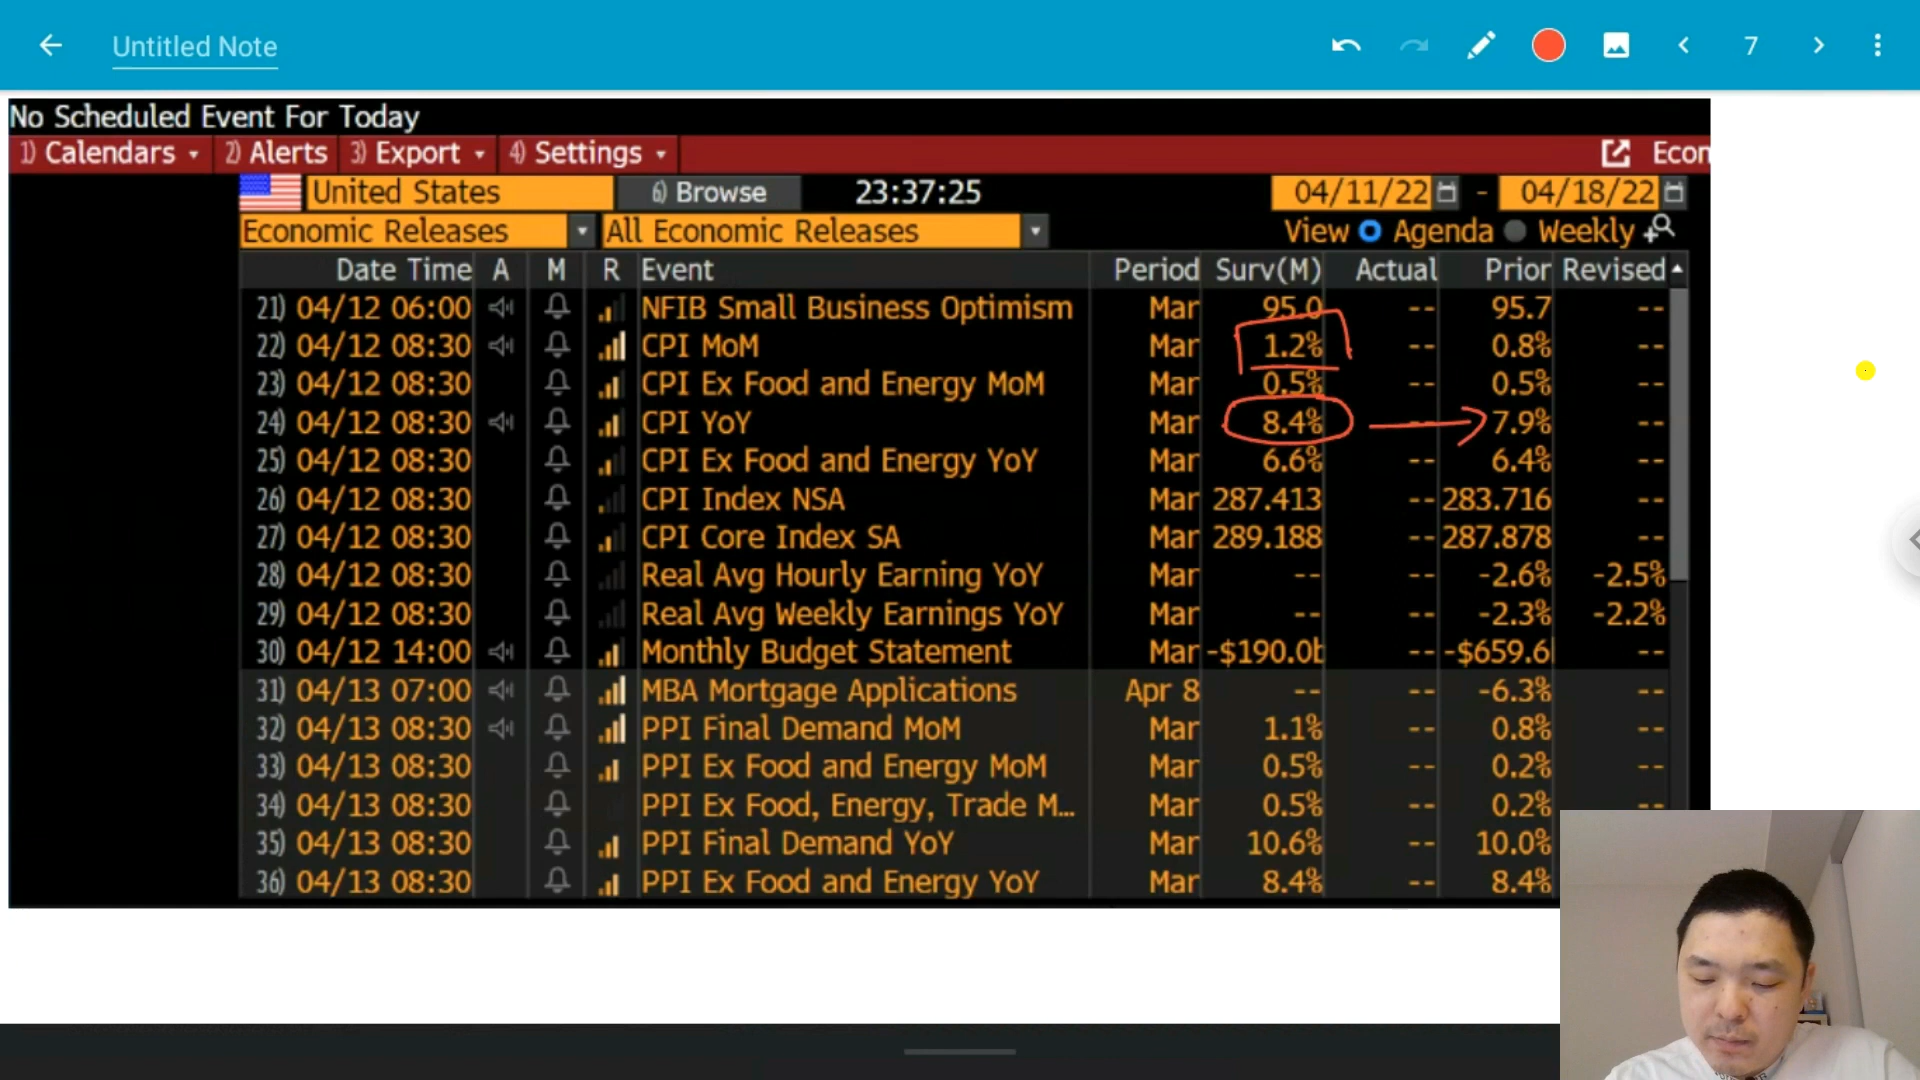 Untitled Note
7
No Scheduled Event For Today
1) Calendars 2) Alerts 3) Export 4) Settings Econ
United States 6) Browse 23:37:25 04/11/22 - 04/18/22
Economic Releases All Economic Releases View Agenda Weekly
Date Time A M R Event Period Surv(M) Actual Prior Revised
21) 04/12 06:00 NFIB Small Business Optimism Mar 95.0 -- 95.7 --
22) 04/12 08:30 CPI MoM Mar 1.2% -- 0.8% --
23) 04/12 08:30 CPI Ex Food and Energy MoM Mar 0.5% -- 0.5% --
24) 04/12 08:30 CPI YoY Mar 8.4% -- 7.9% --
25) 04/12 08:30 CPI Ex Food and Energy YoY Mar 6.6% -- 6.4% --
26) 04/12 08:30 CPI Index NSA Mar 287.413 -- 283.716 --
27) 04/12 08:30 CPI Core Index SA Mar 289.188 -- 287.878 --
28) 04/12 08:30 Real Avg Hourly Earning YoY Mar -- -- -2.6% -2.5%
29) 04/12 08:30 Real Avg Weekly Earnings YoY Mar -- -- -2.3% -2.2%
30) 04/12 14:00 Monthly Budget Statement Mar -$190.0b -- -$659.6 --
31) 04/13 07:00 MBA Mortgage Applications Apr 8 -- -- -6.3% --
32) 04/13 08:30 PPI Final Demand MoM Mar 1.1% -- 0.8% --
33) 04/13 08:30 PPI Ex Food and Energy MoM Mar 0.5% -- 0.2% --
34) 04/13 08:30 PPI Ex Food, Energy, Trade M... Mar 0.5% -- 0.2% --
35) 04/13 08:30 PPI Final Demand YoY Mar 10.6% -- 10.0%
36) 04/13 08:30 PPI Ex Food and Energy YoY Mar 8.4% -- 8.4%